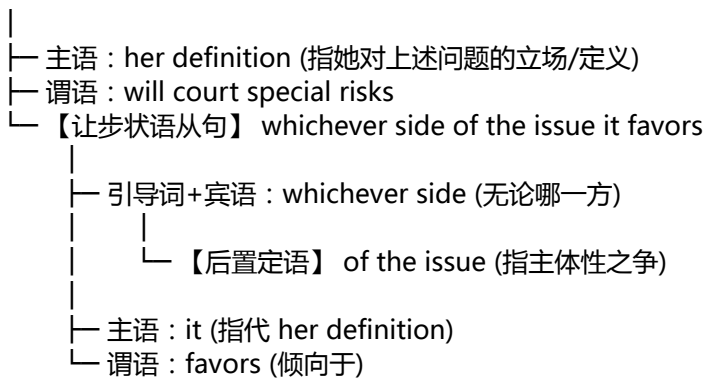 主语：her definition (指她对上述问题的立场/定义)
谓语：will court special risks
【让步状语从句】 whichever side of the issue it favors
引导词+宾语：whichever side (无论哪一方)
【后置定语】 of the issue (指主体性之争)
主语：it (指代 her definition)
谓语：favors (倾向于)